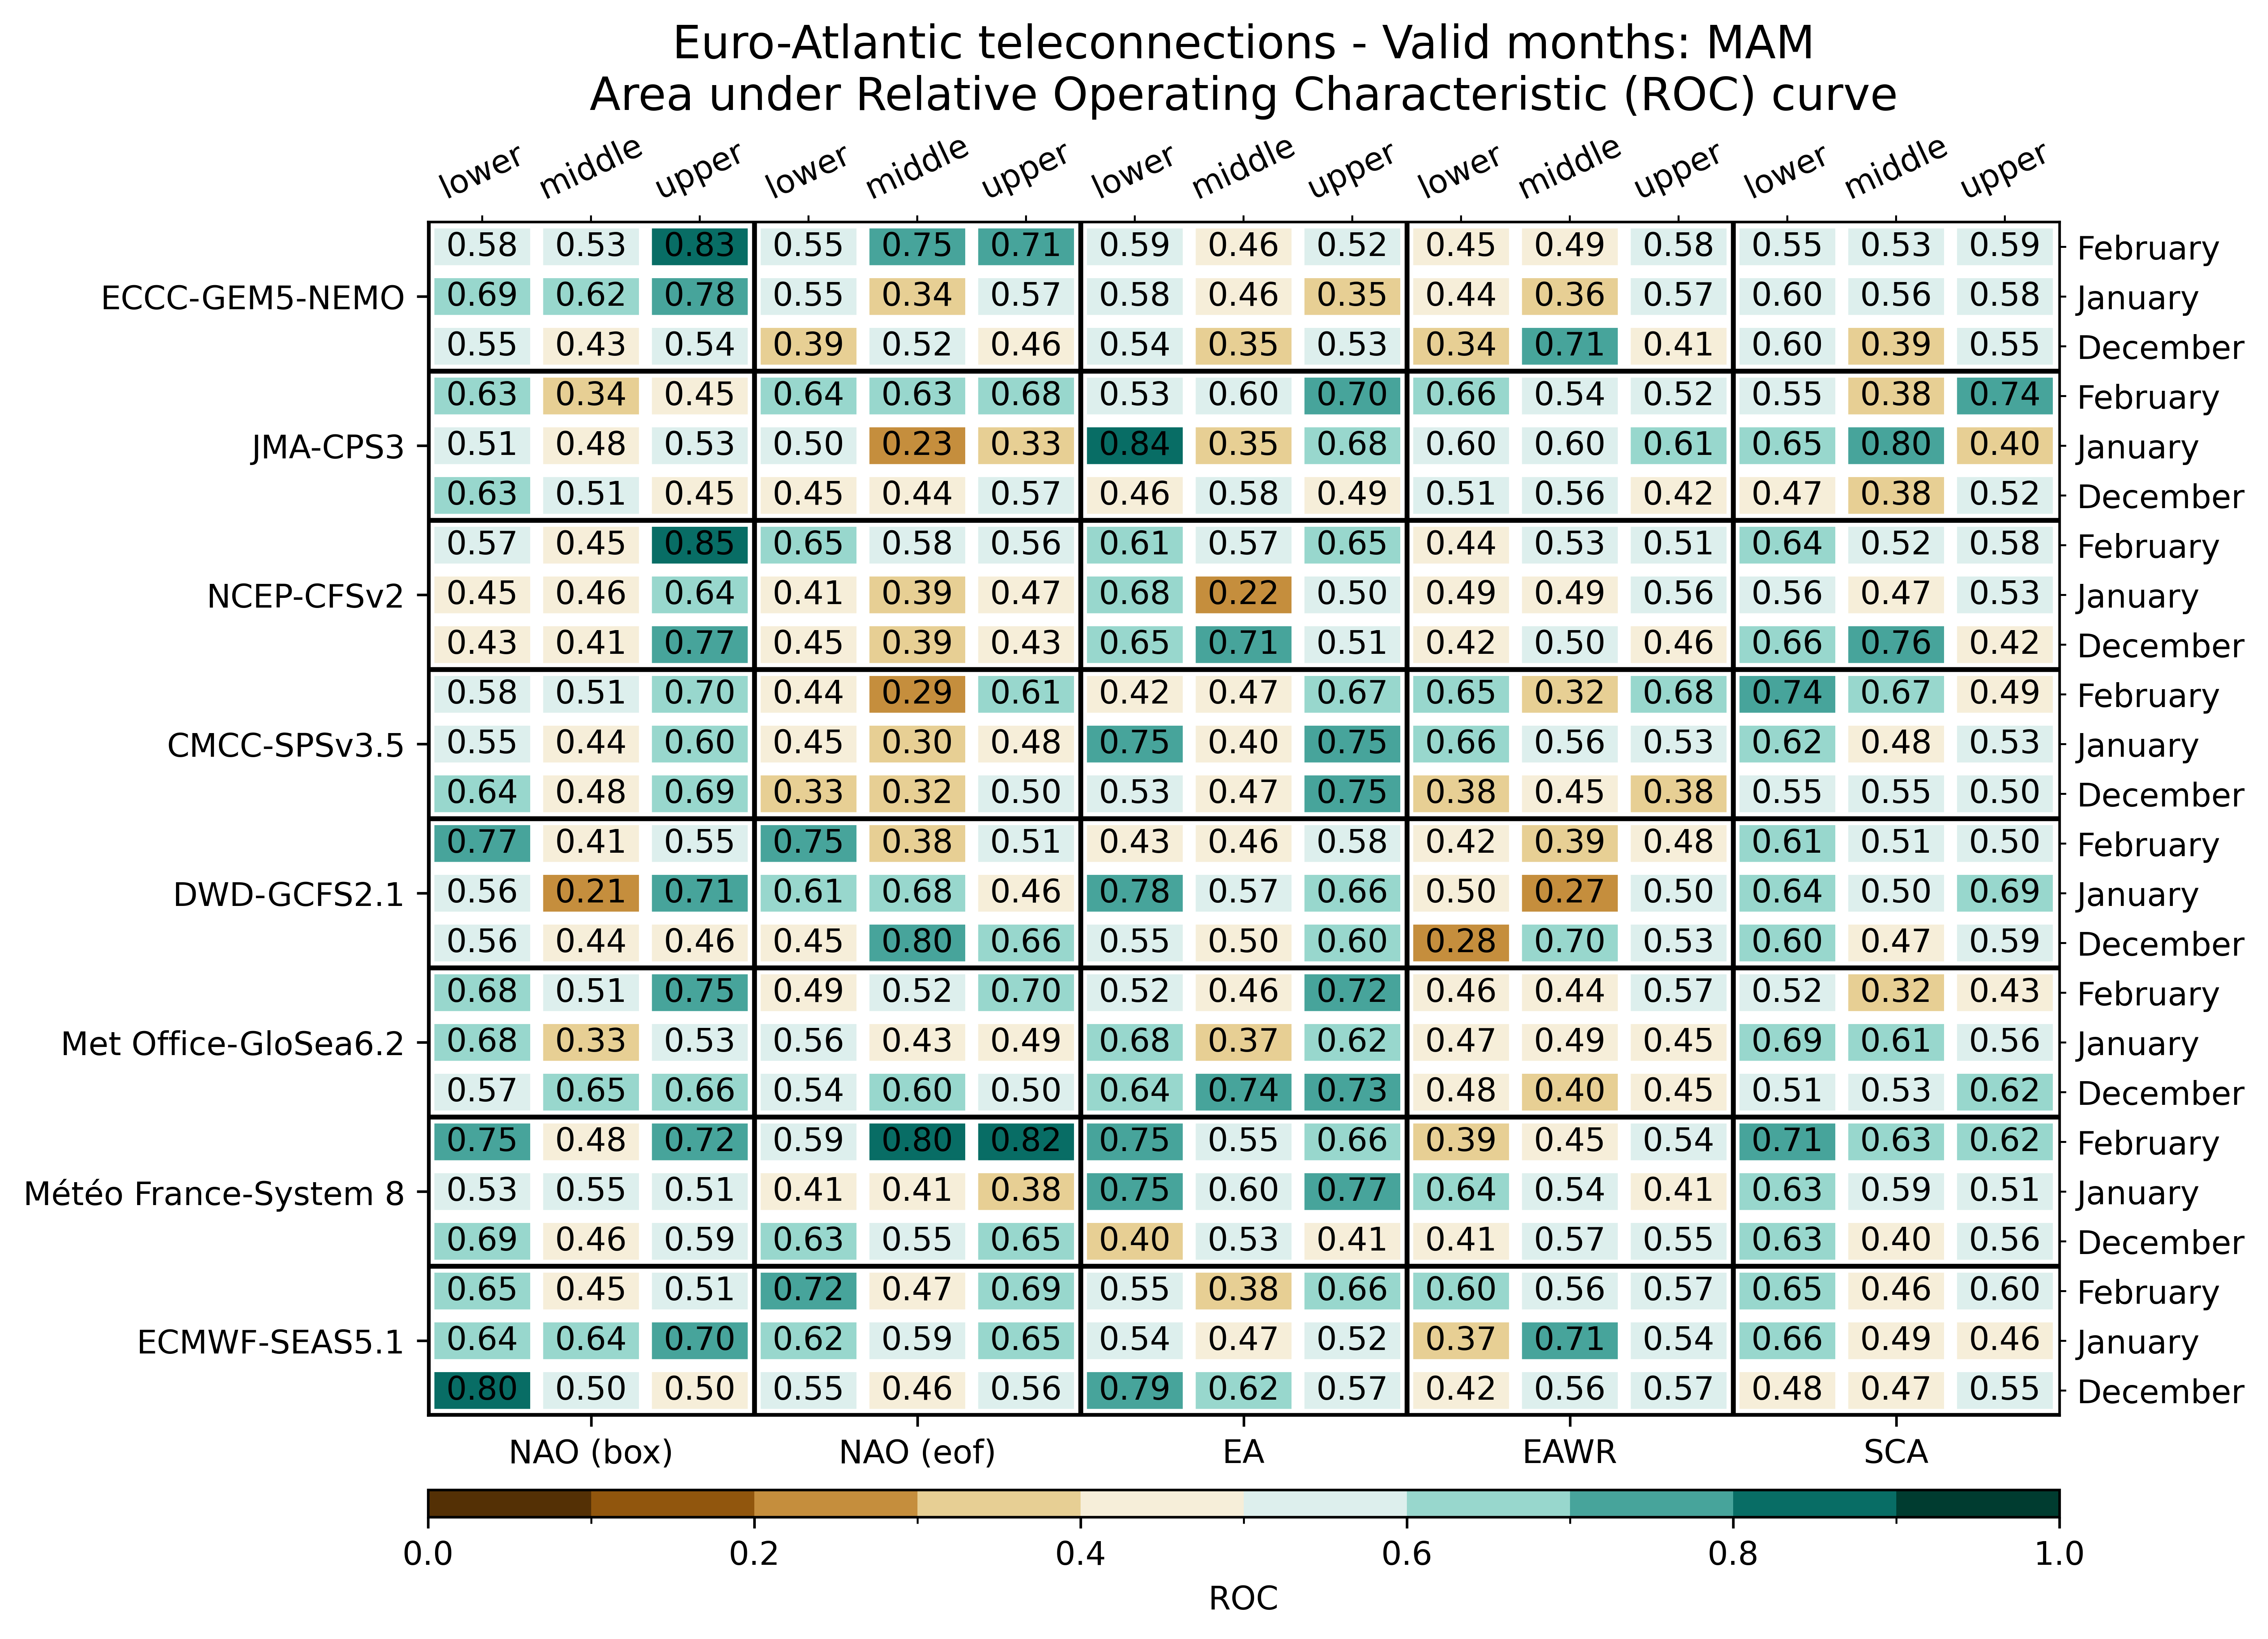 Euro-Atlantic teleconnections - Valid months: MAM
Area under Relative Operating Characteristic (ROC) curve
lower middle upper lower middle upper lower middle upper lower middle upper lower middle upper
0.58 0.53 0.83 0.55 0.75 0.71 0.59 0.46 0.52 0.45 0.49 0.58 0.55 0.53 0.59 February
ECCC-GEM5-NEMO 0.69 0.62 0.78 0.55 0.34 0.57 0.58 0.46 0.35 0.44 0.36 0.57 0.60 0.56 0.58 January
0.55 0.43 0.54 0.39 0.52 0.46 0.54 0.35 0.53 0.34 0.71 0.41 0.60 0.39 0.55 December
0.63 0.34 0.45 0.64 0.63 0.68 0.53 0.60 0.70 0.66 0.54 0.52 0.55 0.38 0.74 February
JMA-CPS3 0.51 0.48 0.53 0.50 0.23 0.33 0.84 0.35 0.68 0.60 0.60 0.61 0.65 0.80 0.40 January
0.63 0.51 0.45 0.45 0.44 0.57 0.46 0.58 0.49 0.51 0.56 0.42 0.47 0.38 0.52 December
0.57 0.45 0.85 0.65 0.58 0.56 0.61 0.57 0.65 0.44 0.53 0.51 0.64 0.52 0.58 February
NCEP-CFSv2 0.45 0.46 0.64 0.41 0.39 0.47 0.68 0.22 0.50 0.49 0.49 0.56 0.56 0.47 0.53 January
0.43 0.41 0.77 0.45 0.39 0.43 0.65 0.71 0.51 0.42 0.50 0.46 0.66 0.76 0.42 December
0.58 0.51 0.70 0.44 0.29 0.61 0.42 0.47 0.67 0.65 0.32 0.68 0.74 0.67 0.49 February
CMCC-SPSv3.5 0.55 0.44 0.60 0.45 0.30 0.48 0.75 0.40 0.75 0.66 0.56 0.53 0.62 0.48 0.53 January
0.64 0.48 0.69 0.33 0.32 0.50 0.53 0.47 0.75 0.38 0.45 0.38 0.55 0.55 0.50 December
0.77 0.41 0.55 0.75 0.38 0.51 0.43 0.46 0.58 0.42 0.39 0.48 0.61 0.51 0.50 February
DWD-GCFS2.1 0.56 0.21 0.71 0.61 0.68 0.46 0.78 0.57 0.66 0.50 0.27 0.50 0.64 0.50 0.69 January
0.56 0.44 0.46 0.45 0.80 0.66 0.55 0.50 0.60 0.28 0.70 0.53 0.60 0.47 0.59 December
0.68 0.51 0.75 0.49 0.52 0.70 0.52 0.46 0.72 0.46 0.44 0.57 0.52 0.32 0.43 February
Met Office-GloSea6.2 0.68 0.33 0.53 0.56 0.43 0.49 0.68 0.37 0.62 0.47 0.49 0.45 0.69 0.61 0.56 January
0.57 0.65 0.66 0.54 0.60 0.50 0.64 0.74 0.73 0.48 0.40 0.45 0.51 0.53 0.62 December
0.75 0.48 0.72 0.59 0.80 0.82 0.75 0.55 0.66 0.39 0.45 0.54 0.71 0.63 0.62 February
Météo France-System 8 0.53 0.55 0.51 0.41 0.41 0.38 0.75 0.60 0.77 0.64 0.54 0.41 0.63 0.59 0.51 January
0.69 0.46 0.59 0.63 0.55 0.65 0.40 0.53 0.41 0.41 0.57 0.55 0.63 0.40 0.56 December
0.65 0.45 0.51 0.72 0.47 0.69 0.55 0.38 0.66 0.60 0.56 0.57 0.65 0.46 0.60 February
ECMWF-SEAS5.1 0.64 0.64 0.70 0.62 0.59 0.65 0.54 0.47 0.52 0.37 0.71 0.54 0.66 0.49 0.46 January
0.80 0.50 0.50 0.55 0.46 0.56 0.79 0.62 0.57 0.42 0.56 0.57 0.48 0.47 0.55 December
NAO (box) NAO (eof) EA EAWR SCA
0.0 0.2 0.4 0.6 0.8 1.0
ROC